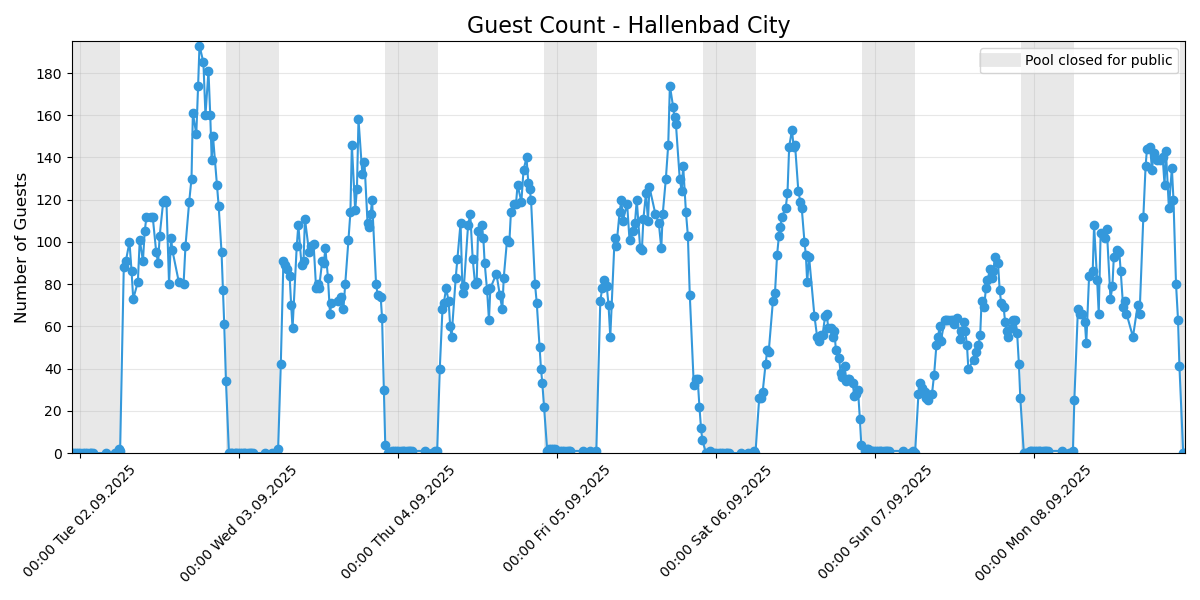 Guest Count - Hallenbad City
Pool closed for public
Number of Guests
180
160
140
120
100
80
60
40
20
0
00:00 Tue 02.09.2025
00:00 Wed 03.09.2025
00:00 Thu 04.09.2025
00:00 Fri 05.09.2025
00:00 Sat 06.09.2025
00:00 Sun 07.09.2025
00:00 Mon 08.09.2025